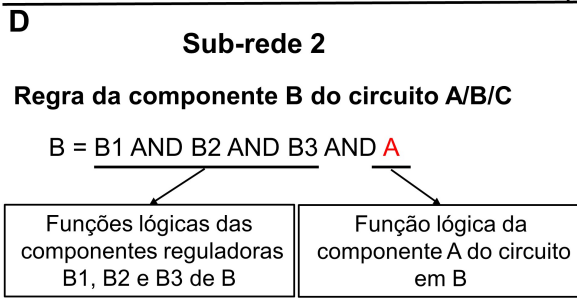 D
Sub-rede 2
Regra da componente B do circuito A/B/C
B = B1 AND B2 AND B3 AND A
Funções lógicas das
componentes reguladoras
B1, B2 e B3 de B
Função lógica da
componente A do circuito
em B